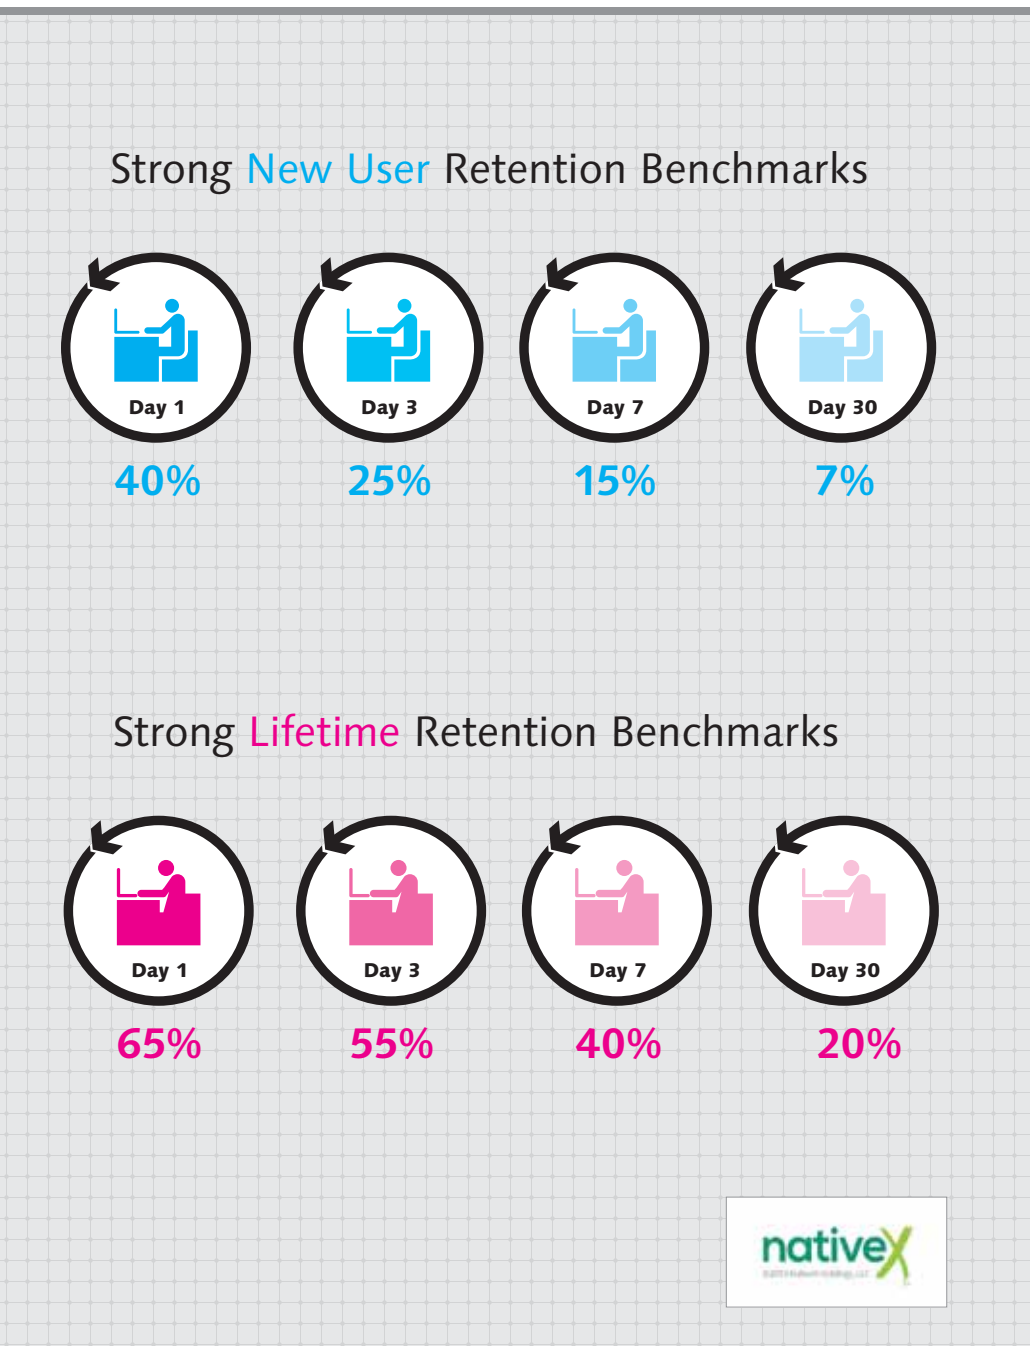 Strong New User Retention Benchmarks
Day 1 Day 3 Day 7 Day 30
40% 25% 15% 7%
Strong Lifetime Retention Benchmarks
Day 1 Day 3 Day 7 Day 30
65% 55% 40% 20%
nativeX